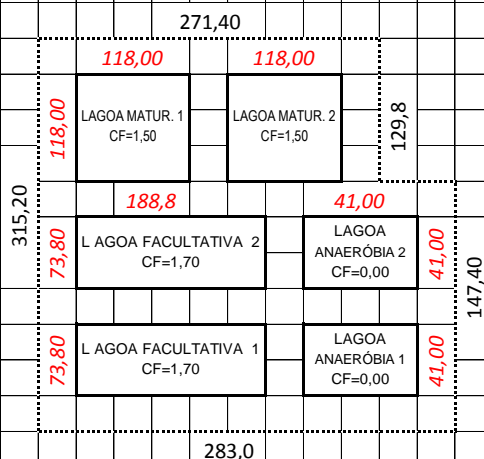 271,40
118,00
118,00
118,00
LAGOA MATUR. 1
CF=1,50
LAGOA MATUR. 2
CF=1,50
129,8
315,20
188,8
41,00
73,80
L AGOA FACULTATIVA 2
CF=1,70
LAGOA
ANAERÓBIA 2
CF=0,00
41,00
147,40
73,80
L AGOA FACULTATIVA 1
CF=1,70
LAGOA
ANAERÓBIA 1
CF=0,00
41,00
283,0